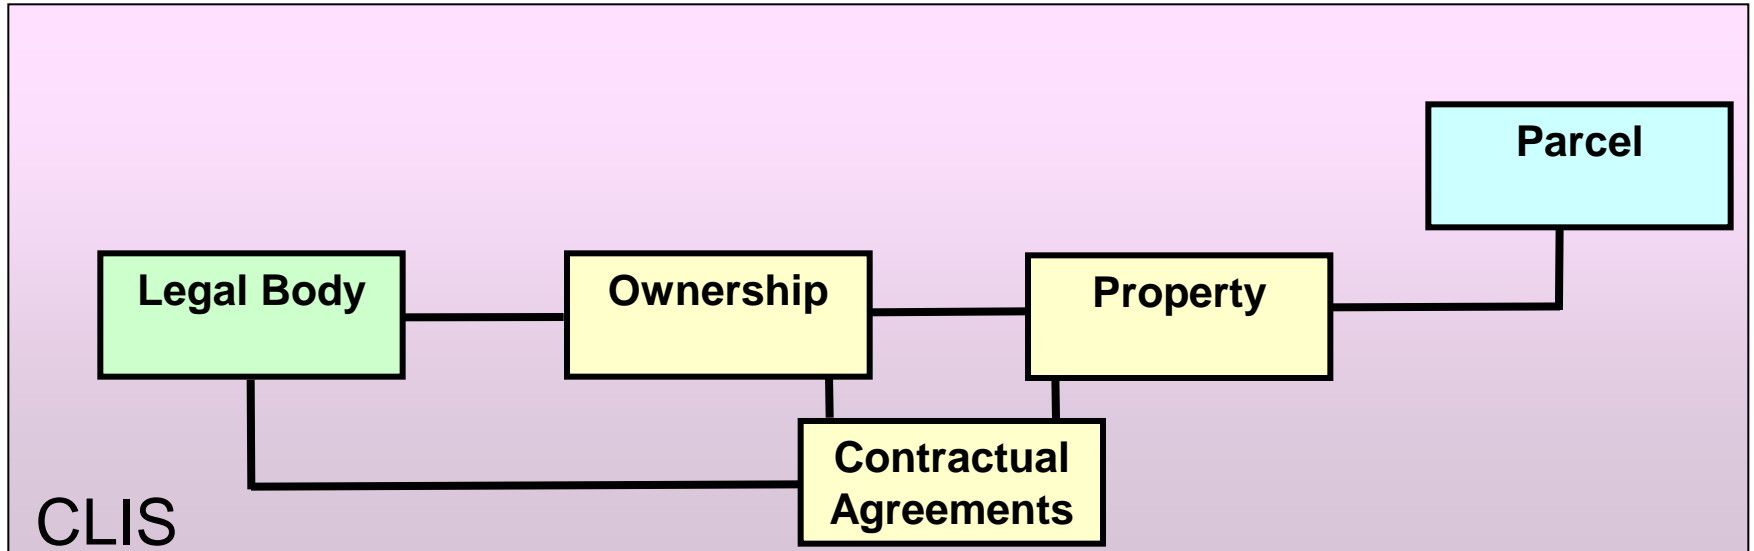 Parcel
Legal Body
Ownership
Property
Contractual
Agreements
CLIS